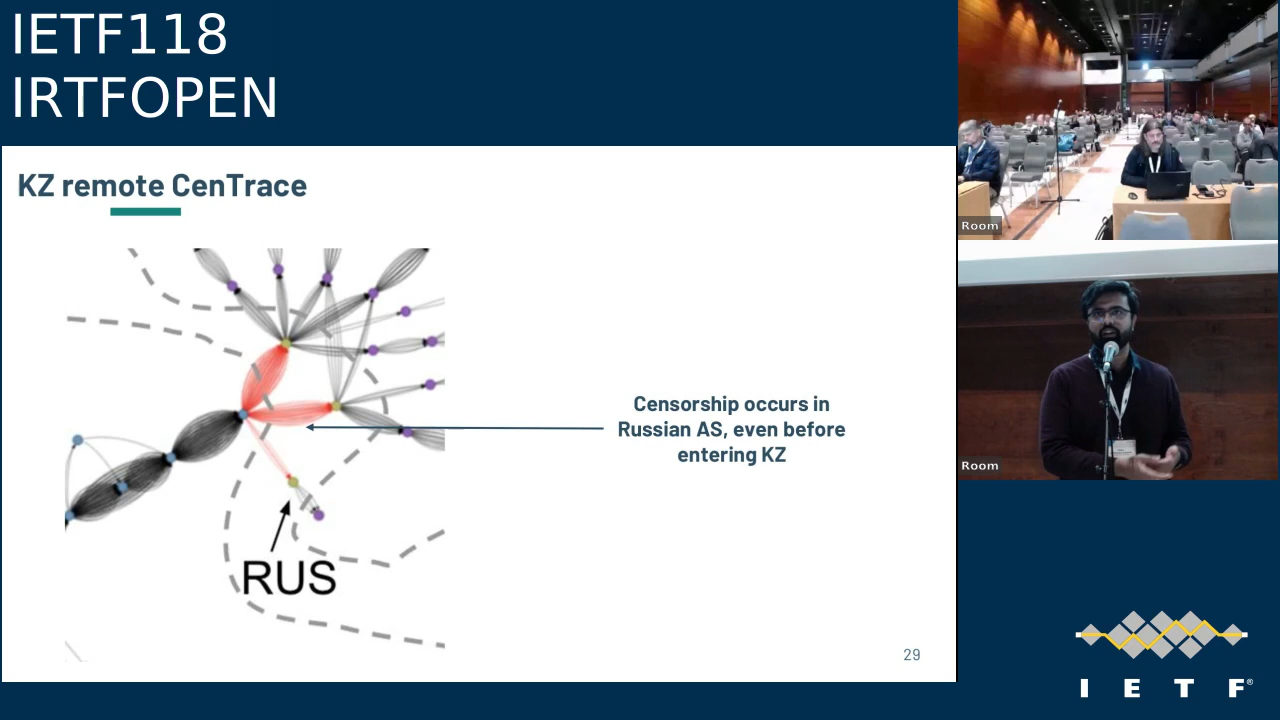 IETF118
IRTFOPEN
KZ remote CenTrace
Censorship occurs in
Russian AS, even before
entering KZ
RUS
29
Room
Room
I E T F®